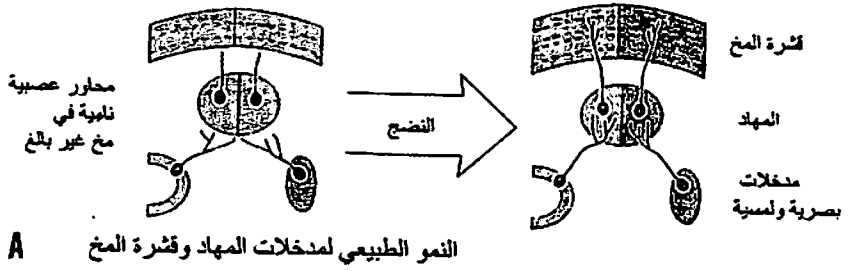 قشرة المخ
المهاد
مدخلات
بصرية ولمسية
النضج
محاور عصبية
نامية في
مخ غير بالغ
A النمو الطبيعي لمدخلات المهاد وقشرة المخ